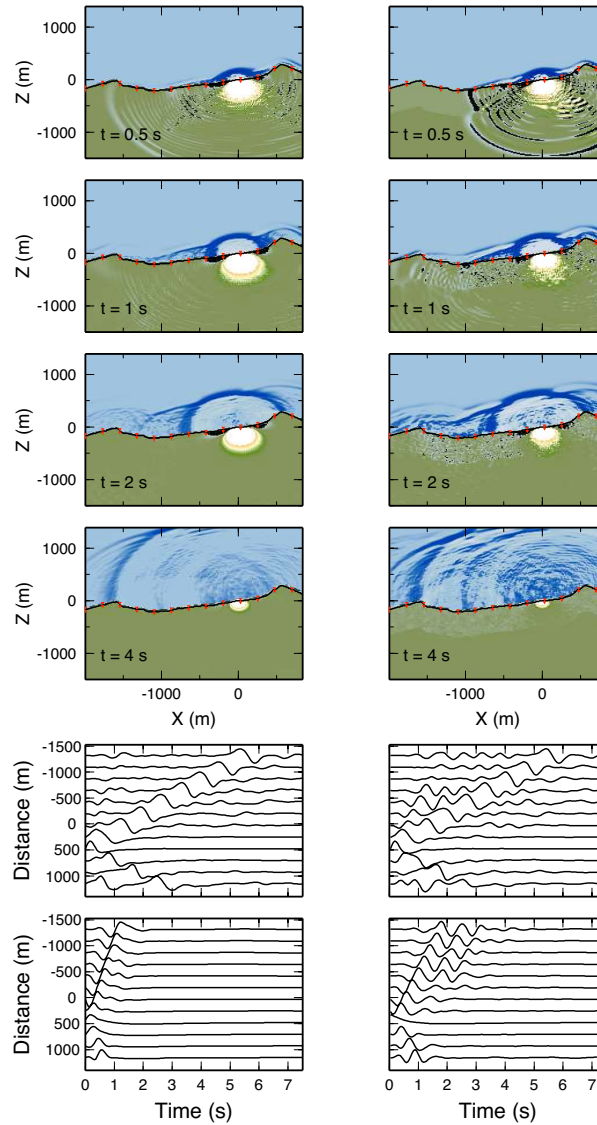 1000
0
-1000
Z (m)
t = 0.5 s
t = 0.5 s
1000
0
-1000
Z (m)
t = 1 s
t = 1 s
1000
0
-1000
Z (m)
t = 2 s
t = 2 s
1000
0
-1000
Z (m)
t = 4 s
t = 4 s
-1000 0
-1000 0
X (m)
X (m)
-1500
-1000
-500
0
500
1000
Distance (m)
-1500
-1000
-500
0
500
1000
Distance (m)
0 1 2 3 4 5 6 7
0 1 2 3 4 5 6 7
Time (s)
Time (s)